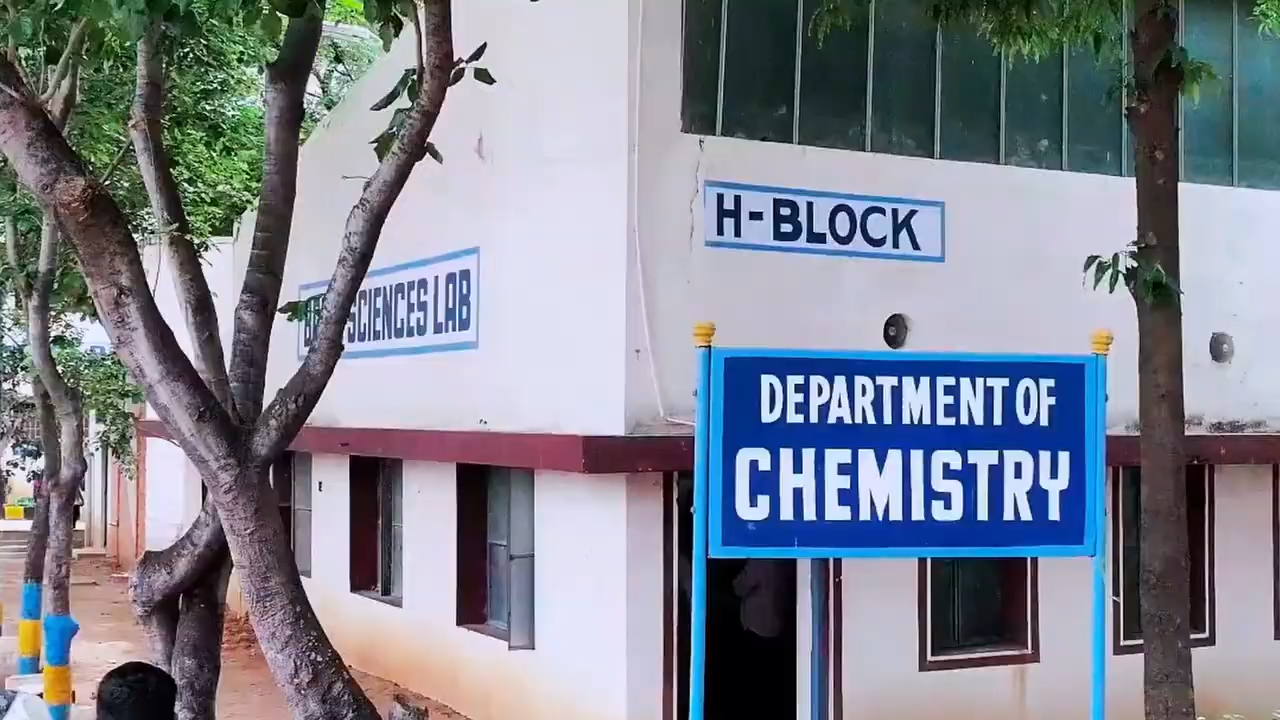 H-BLOCK
SCIENCES LAB
DEPARTMENT OF
CHEMISTRY